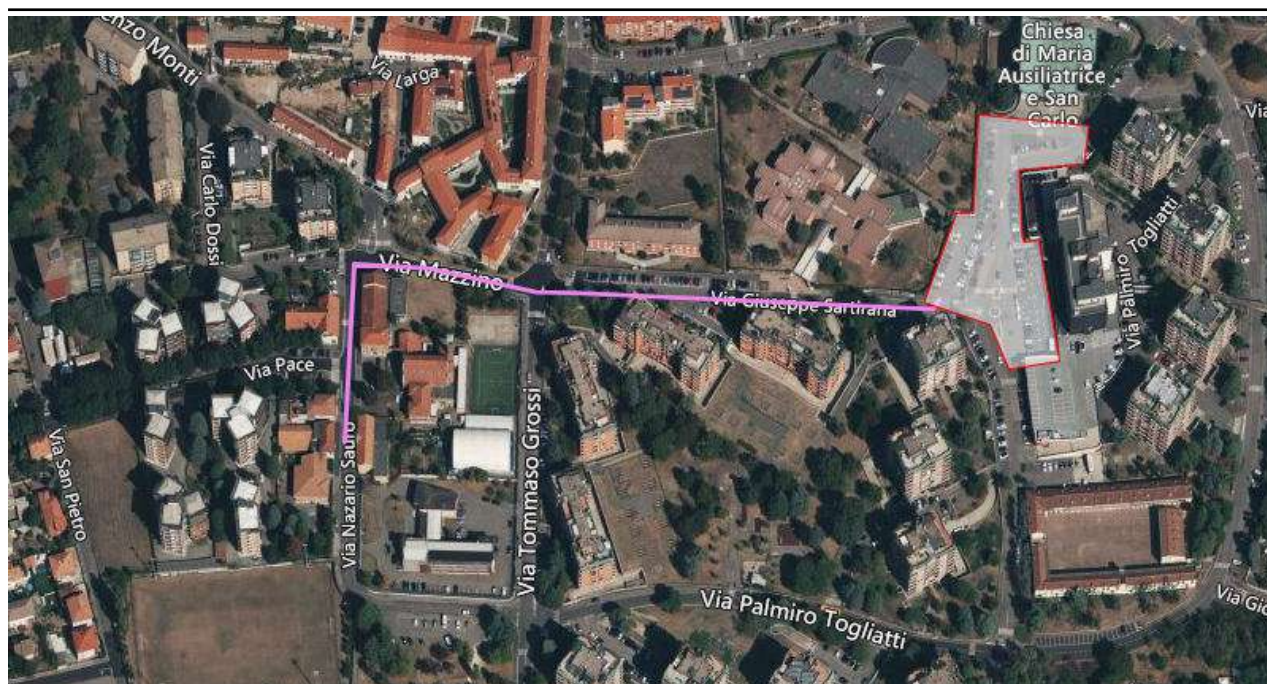 Chiesa
di Maria
Ausiliatrice
e San
Carlo
enzo Monti
Via Larga
Via
Via Carlo Dossi
Via Palmiro Togliatti
Via Mazzino
Via Giuseppe Sartirana
Via Pace
Via San Pietro
Via Nazario Sauro
Via Tommaso Grossi
Via Palmiro Togliatti
Via Gio